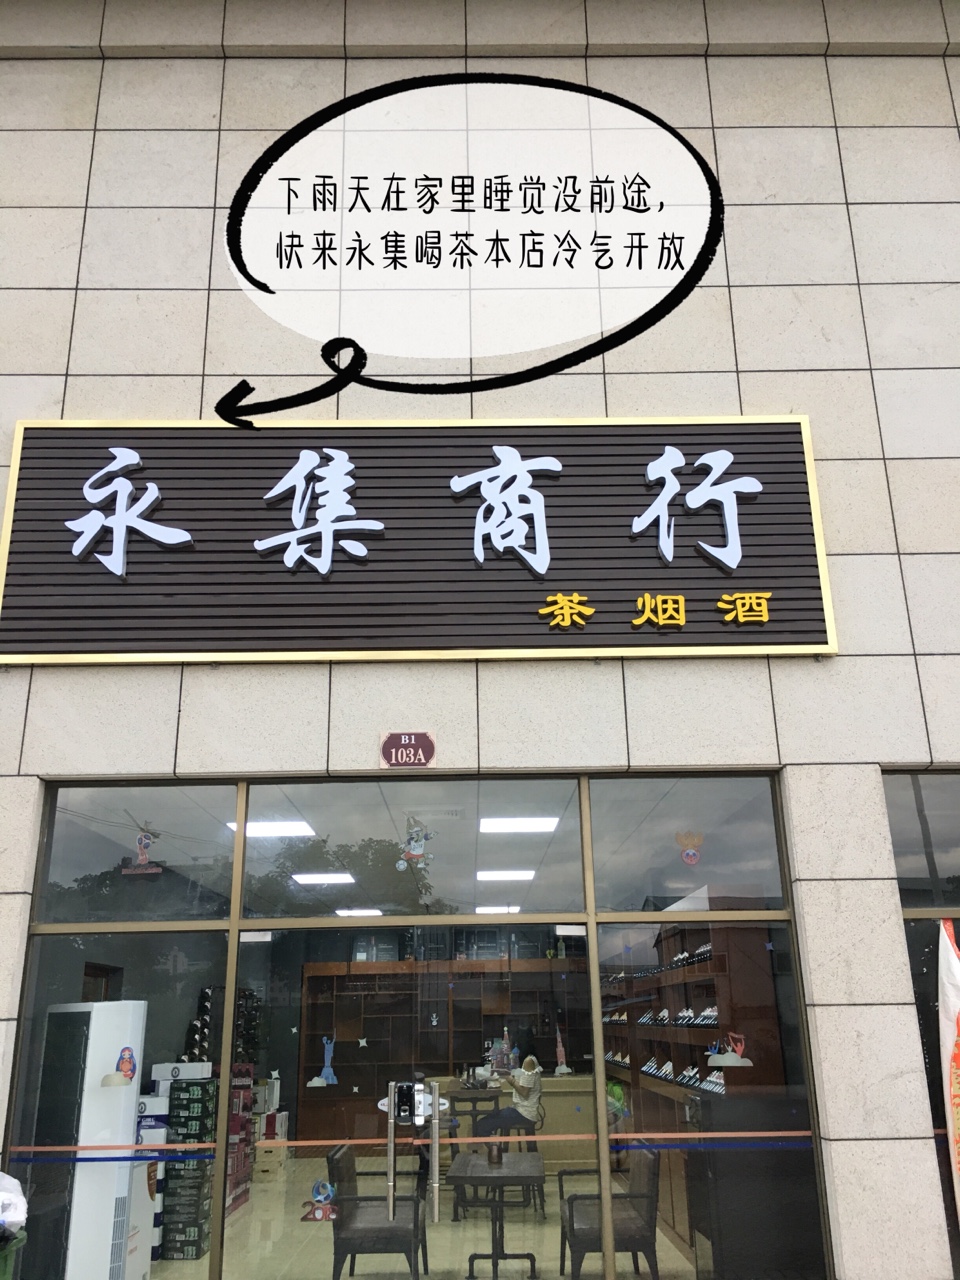 下雨天在家里睡觉没前途，
快来永集喝茶本店冷气开放
永集商行
茶烟酒
B1
103A